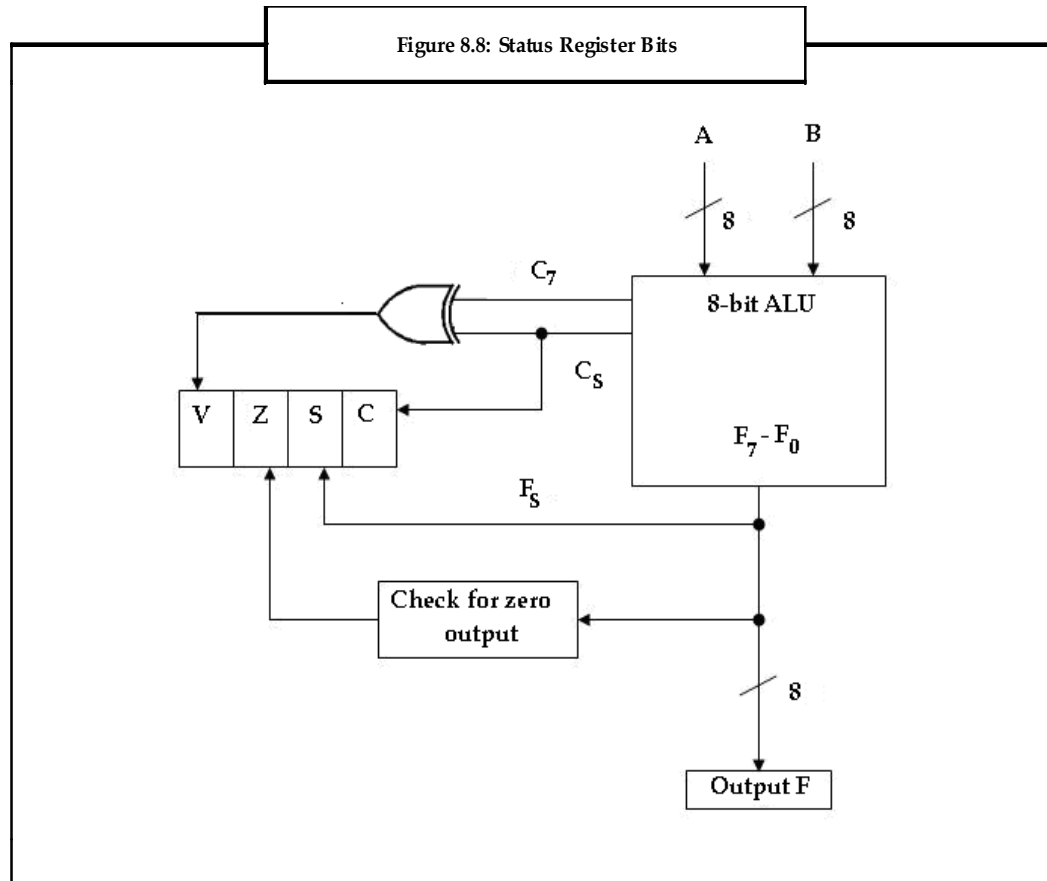 Figure 8.8: Status Register Bits
A B
8 8
C7
8-bit ALU
CS
V Z S C
F7 - F0
FS
Check for zero
output
8
Output F